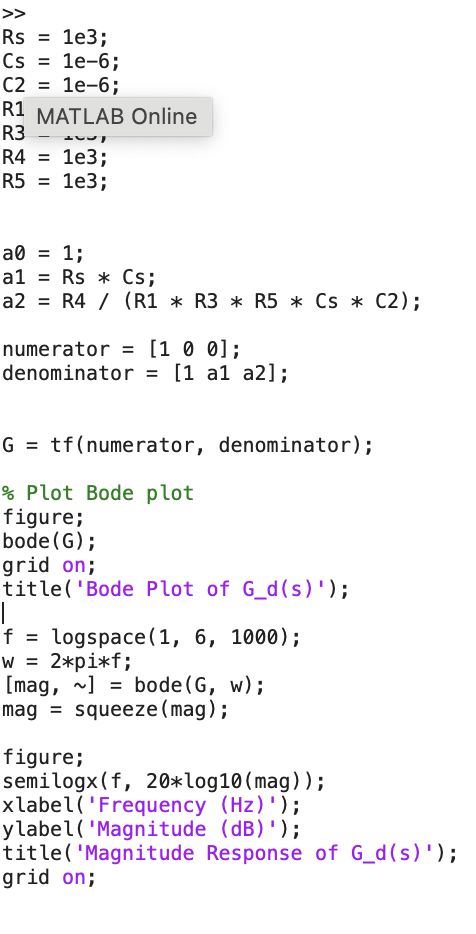 >>
Rs = 1e3;
Cs = 1e-6;
C2 = 1e-6;
R1
MATLAB Online
R3 =
R4 = 1e3;
R5 = 1e3;
a0 = 1;
a1 = Rs * Cs;
a2 = R4 / (R1 * R3 * R5 * Cs * C2);
numerator = [1 0 0];
denominator = [1 a1 a2];
G = tf(numerator, denominator);
% Plot Bode plot
figure;
bode(G);
grid on;
title('Bode Plot of G_d(s)');
f = logspace(1, 6, 1000);
w = 2*pi*f;
[mag, ~] = bode(G, w);
mag = squeeze(mag);
figure;
semilogx(f, 20*log10(mag));
xlabel('Frequency (Hz)');
ylabel('Magnitude (dB)');
title('Magnitude Response of G_d(s)');
grid on;